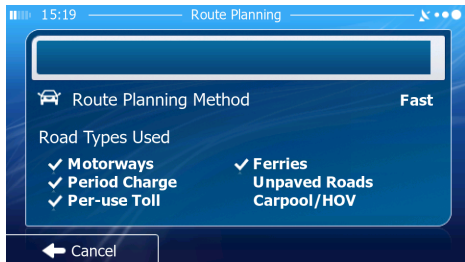 15:19 Route Planning
Route Planning Method Fast
Road Types Used
Motorways Ferries
Period Charge Unpaved Roads
Per-use Toll Carpool/HOV
Cancel